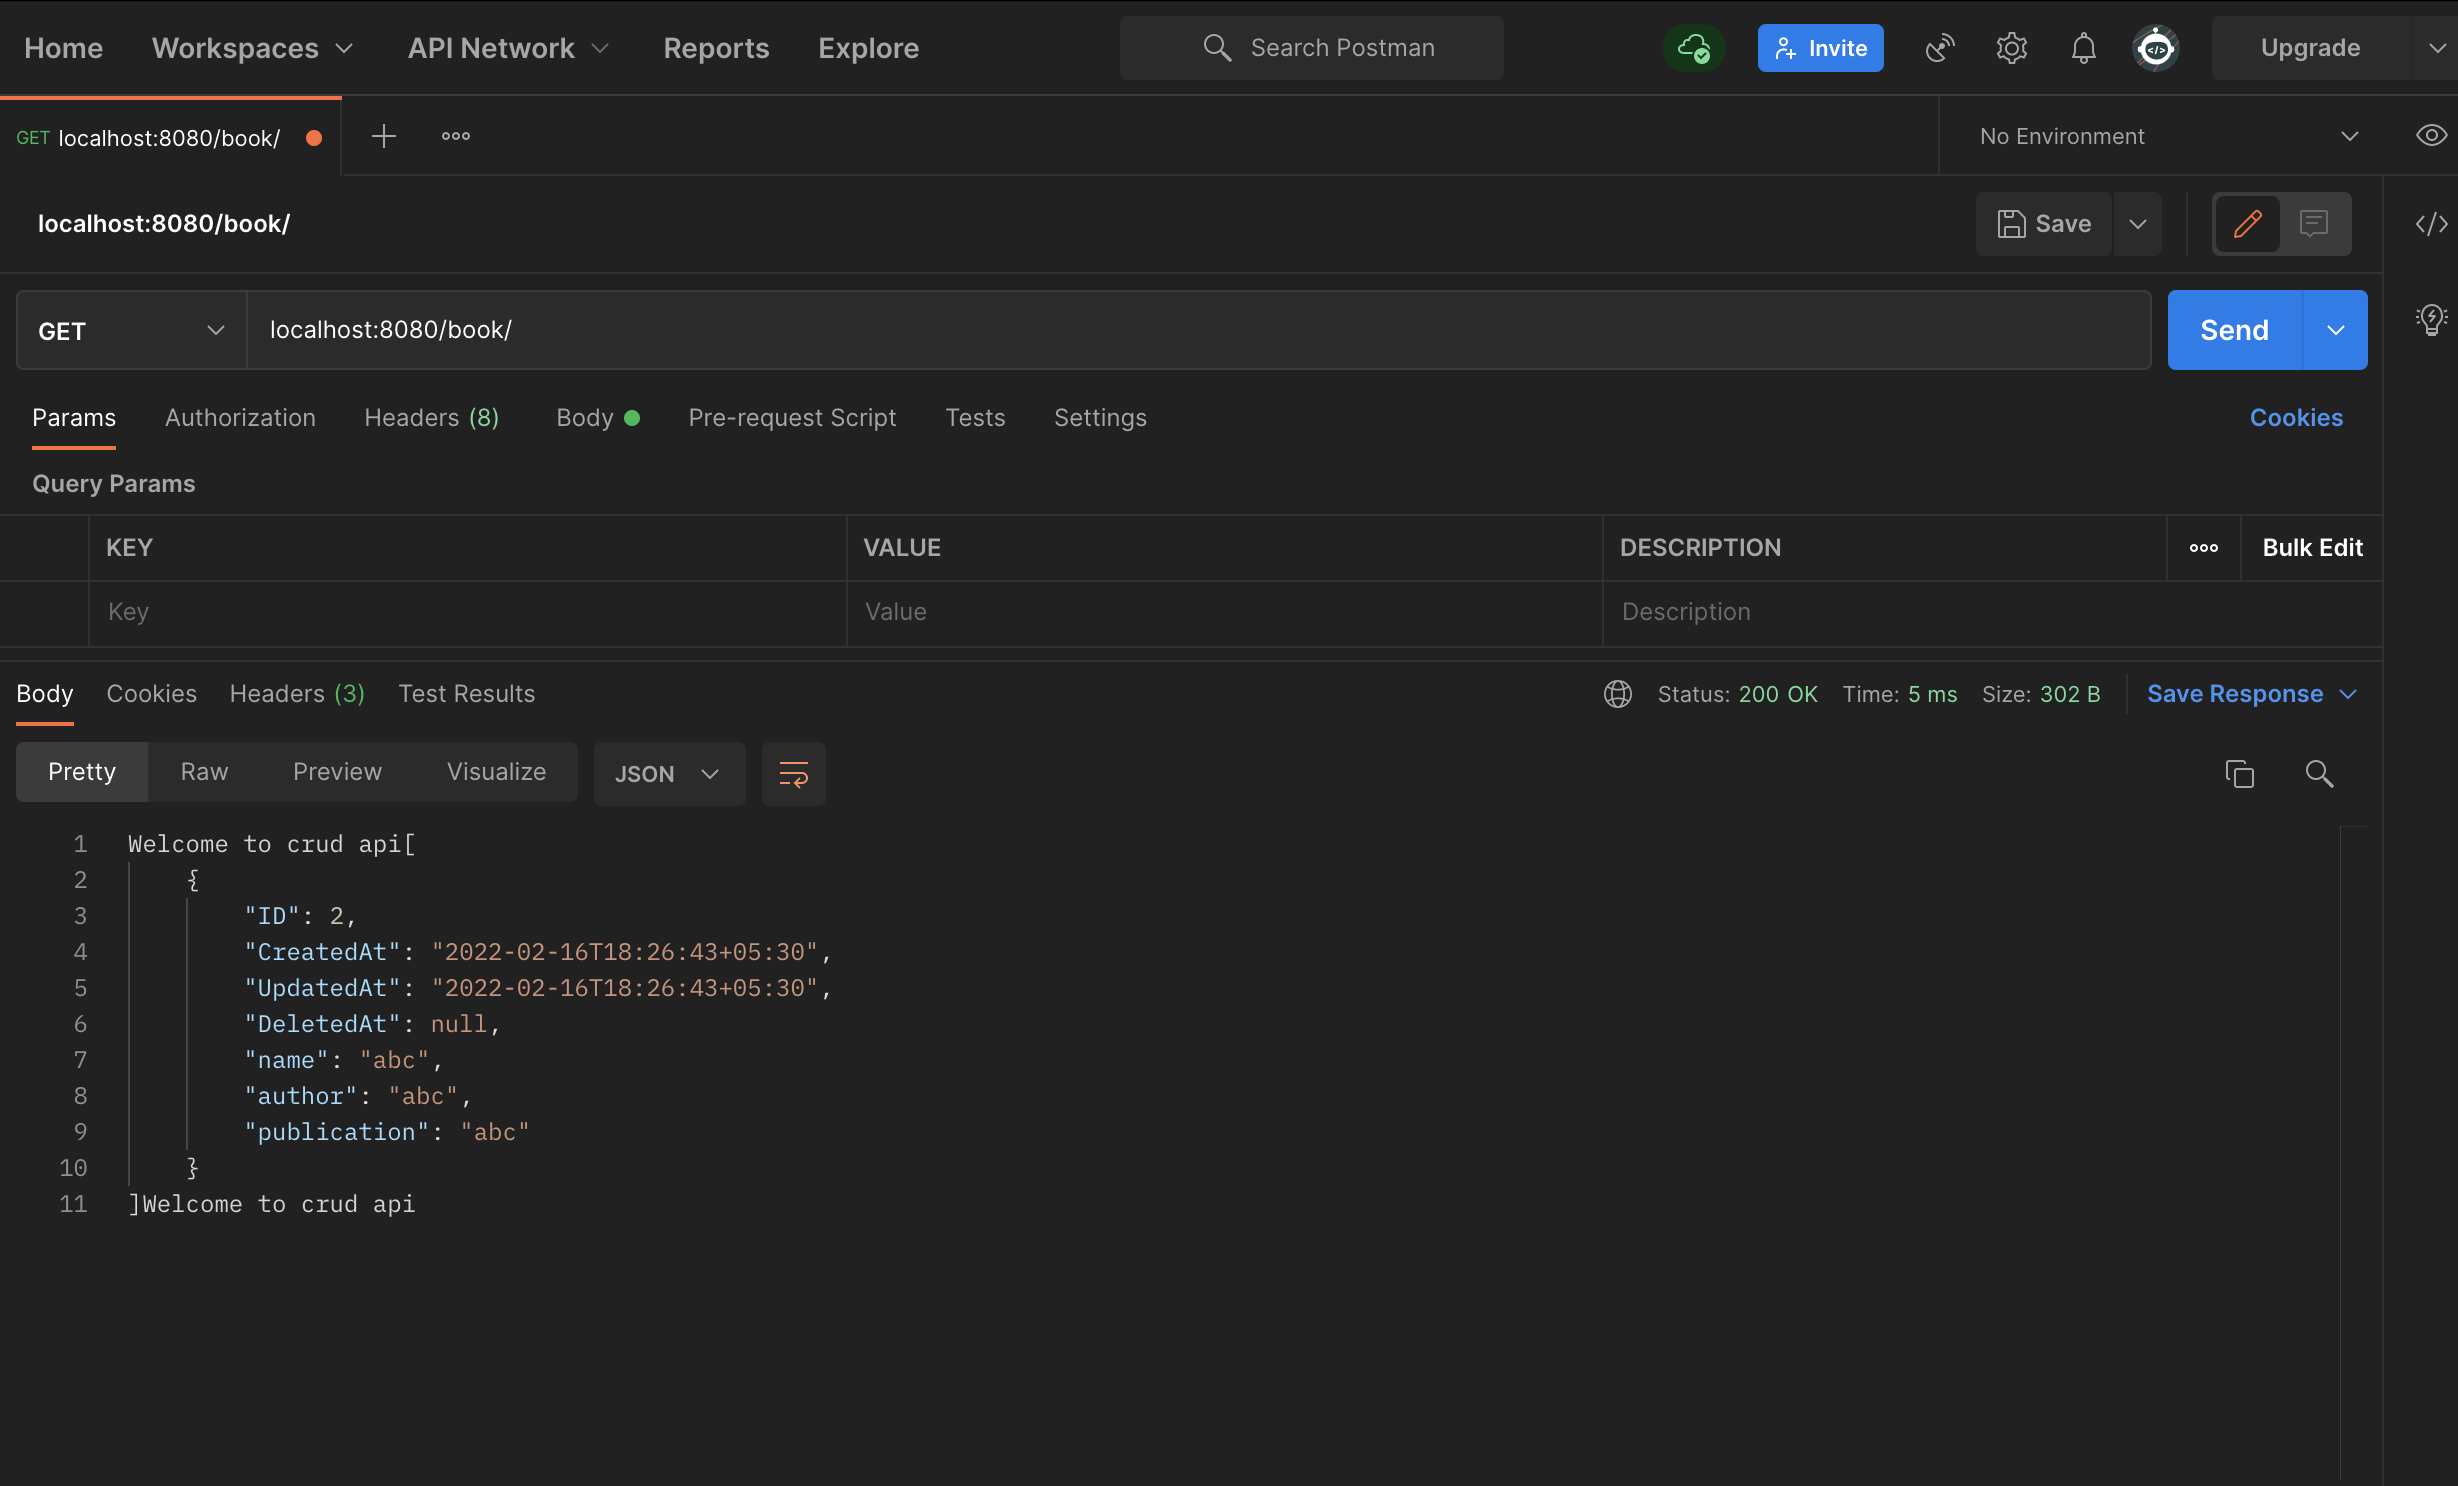 Home Workspaces API Network Reports Explore Search Postman Invite Upgrade
GET localhost:8080/book/ No Environment
localhost:8080/book/ Save
GET localhost:8080/book/ Send
Params Authorization Headers (8) Body Pre-request Script Tests Settings Cookies
Query Params
KEY VALUE DESCRIPTION Bulk Edit
Key Value Description
Body Cookies Headers (3) Test Results Status: 200 OK Time: 5 ms Size: 302 B Save Response
Pretty Raw Preview Visualize JSON
1 Welcome to crud api[
2 {
3 "ID": 2,
4 "CreatedAt": "2022-02-16T18:26:43+05:30",
5 "UpdatedAt": "2022-02-16T18:26:43+05:30",
6 "DeletedAt": null,
7 "name": "abc",
8 "author": "abc",
9 "publication": "abc"
10 }
11 ]Welcome to crud api